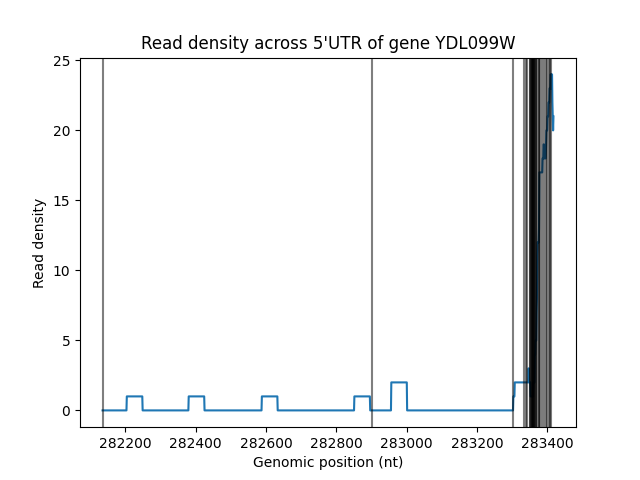 Read density across 5'UTR of gene YDL099W
25
20
15
10
5
0
Read density
282200 282400 282600 282800 283000 283200 283400
Genomic position (nt)